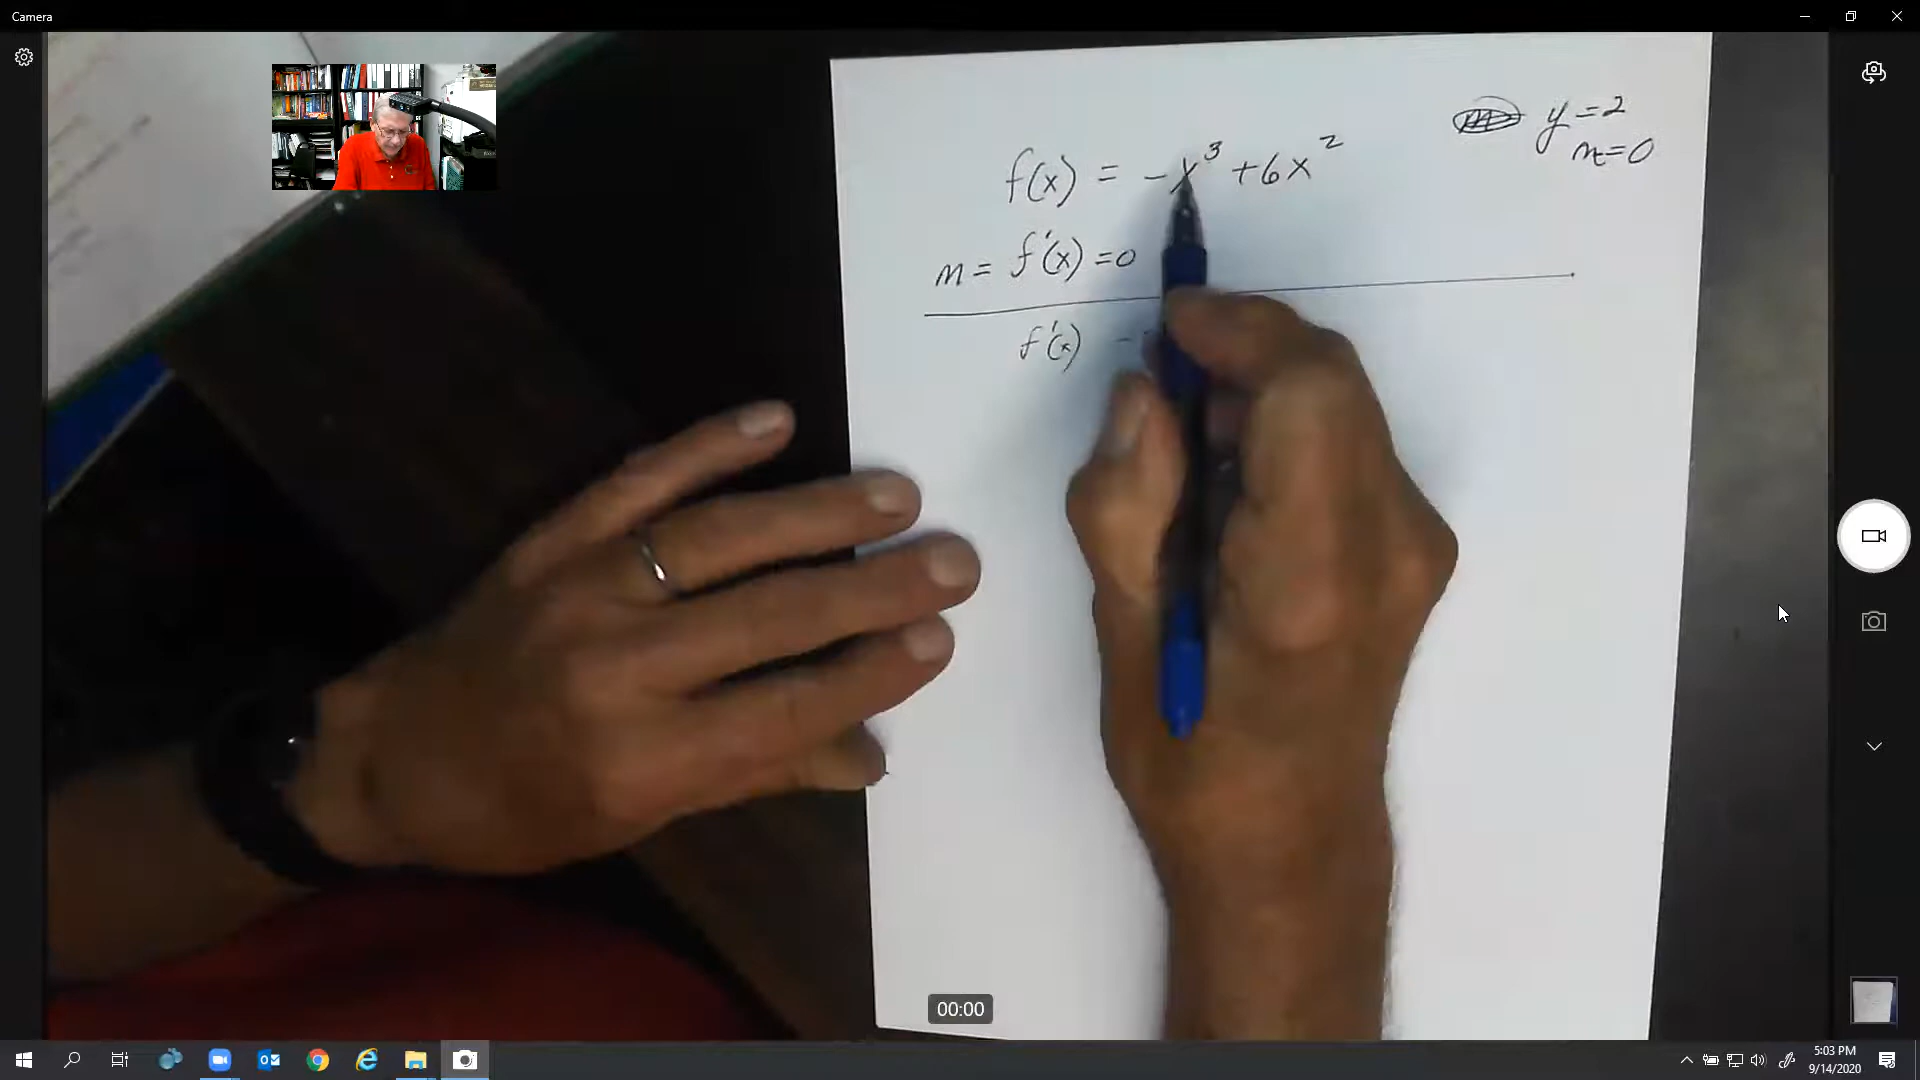 Camera
y = 2
m = 0
f(x) = -x³ + 6x²
m = f'(x) = 0
f'(x) -
00:00
5:03 PM
9/14/2020